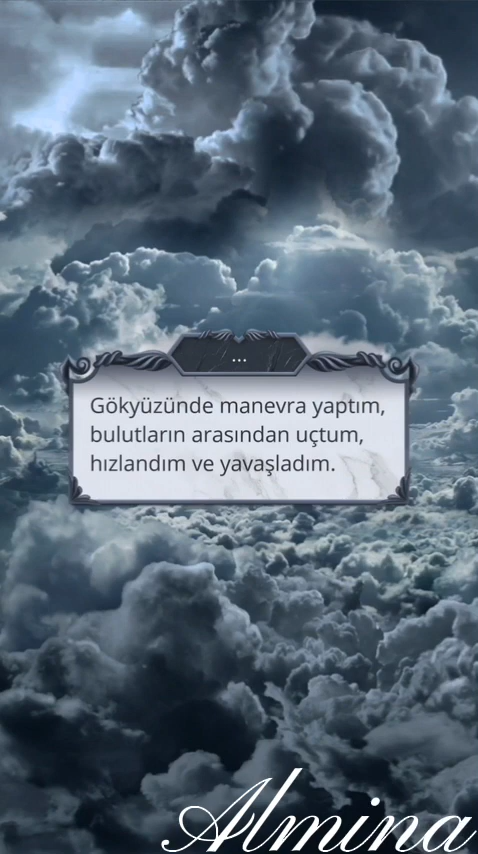 ...
Gökyüzünde manevra yaptım,
bulutların arasından uçtum,
hızlandım ve yavaşladım.
Almina